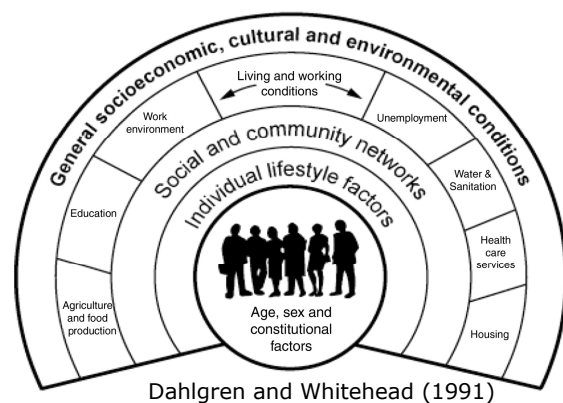 General socioeconomic, cultural and environmental conditions
Living and working
conditions
Work
environment
Unemployment
Education
Water &
Sanitation
Agriculture
and food
production
Health
care
services
Housing
Social and community networks
Individual lifestyle factors
Age, sex and
constitutional
factors
Dahlgren and Whitehead (1991)